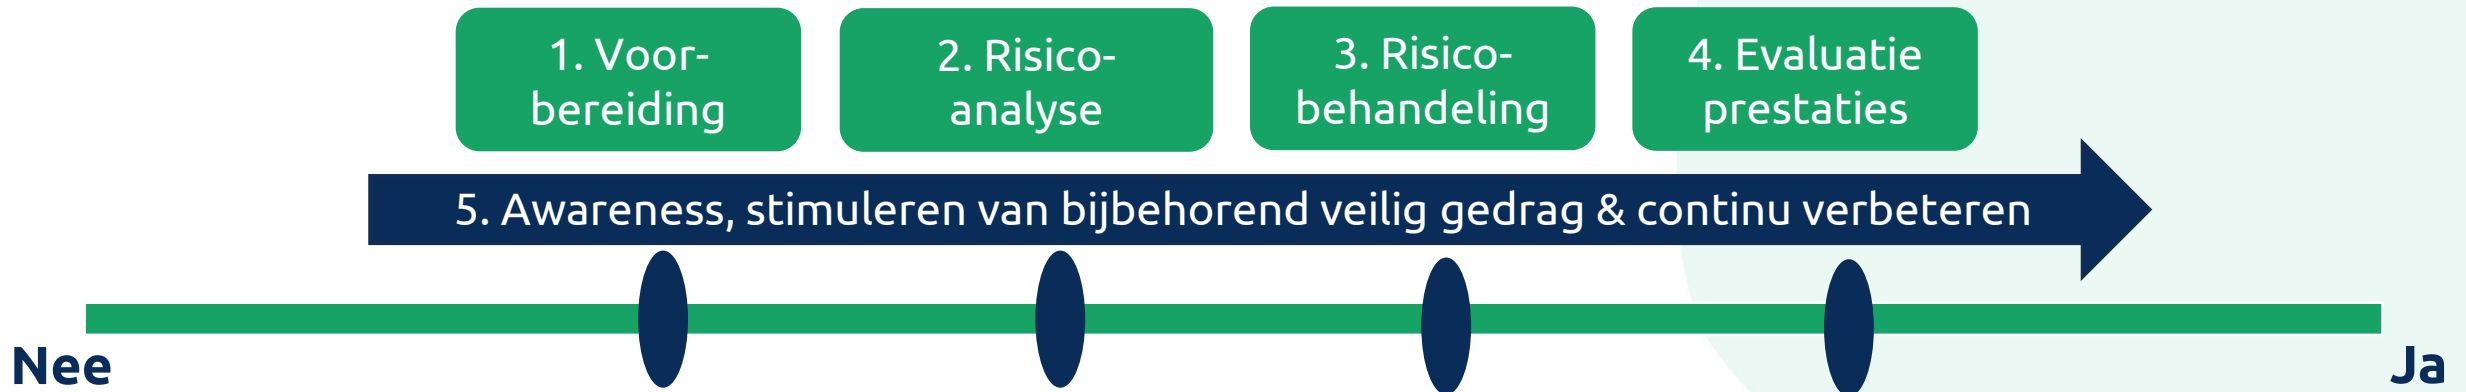 1. Voor-
bereiding
2. Risico-
analyse
3. Risico-
behandeling
4. Evaluatie
prestaties
5. Awareness, stimuleren van bijbehorend veilig gedrag & continu verbeteren
Nee
Ja